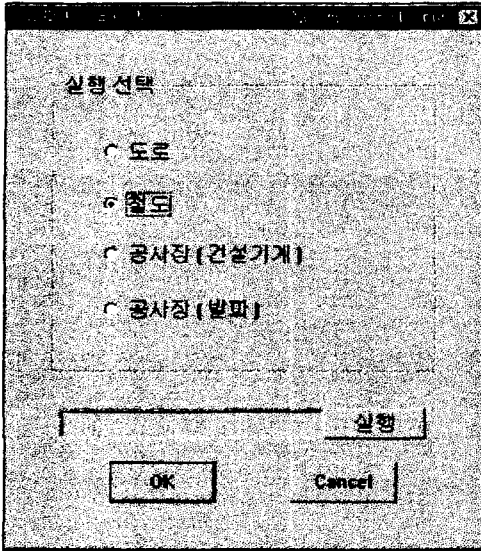 실행 선택
도로
철도
공사장 ( 건설기계 )
공사장 ( 발파 )
실행
OK
Cancel